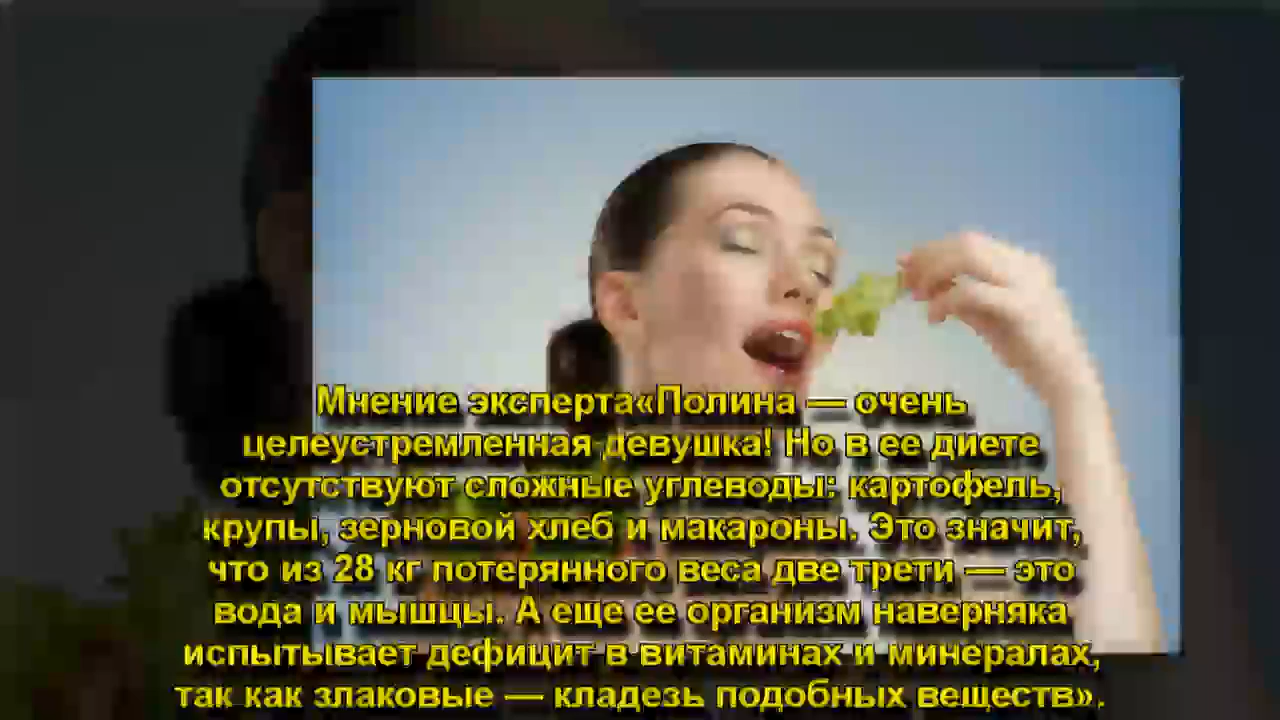 Мнение эксперта«Полина — очень
целеустремленная девушка! Но в ее диете
отсутствуют сложные углеводы: картофель,
крупы, зерновой хлеб и макароны. Это значит,
что из 28 кг потерянного веса две трети — это
вода и мышцы. А еще ее организм наверняка
испытывает дефицит в витаминах и минералах,
так как злаковые — кладезь подобных веществ».